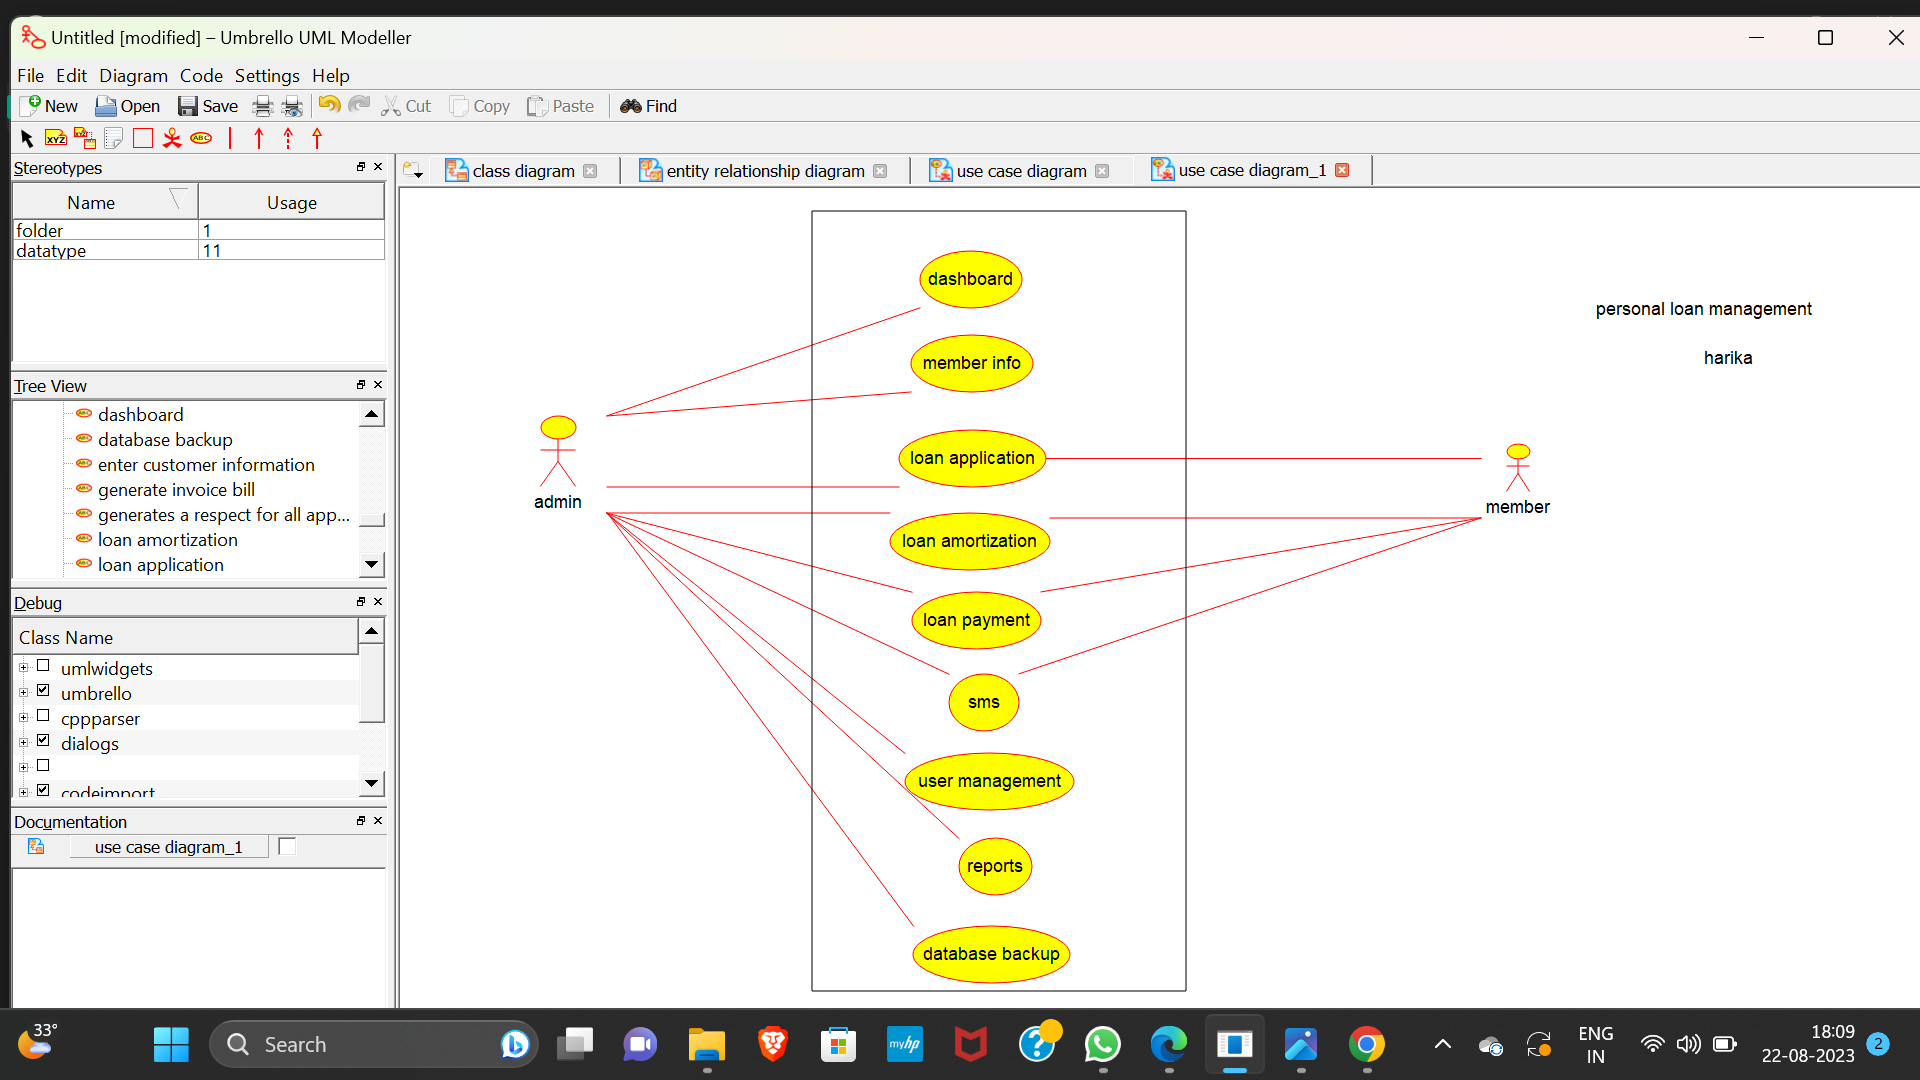 Untitled [modified] – Umbrello UML Modeller
File Edit Diagram Code Settings Help
New Open Save Cut Copy Paste Find
XYZ ABC
Stereotypes
Name Usage
folder 1
datatype 11
Tree View
dashboard
database backup
enter customer information
generate invoice bill
generates a respect for all app...
loan amortization
loan application
Debug
Class Name
umlwidgets
umbrello
cppparser
dialogs
codeimport
Documentation
use case diagram_1
class diagram entity relationship diagram use case diagram use case diagram_1
dashboard
member info
loan application
loan amortization
loan payment
sms
user management
reports
database backup
admin
member
personal loan management
harika
33°
Search
myhp
ENG
IN
18:09
22-08-2023
2